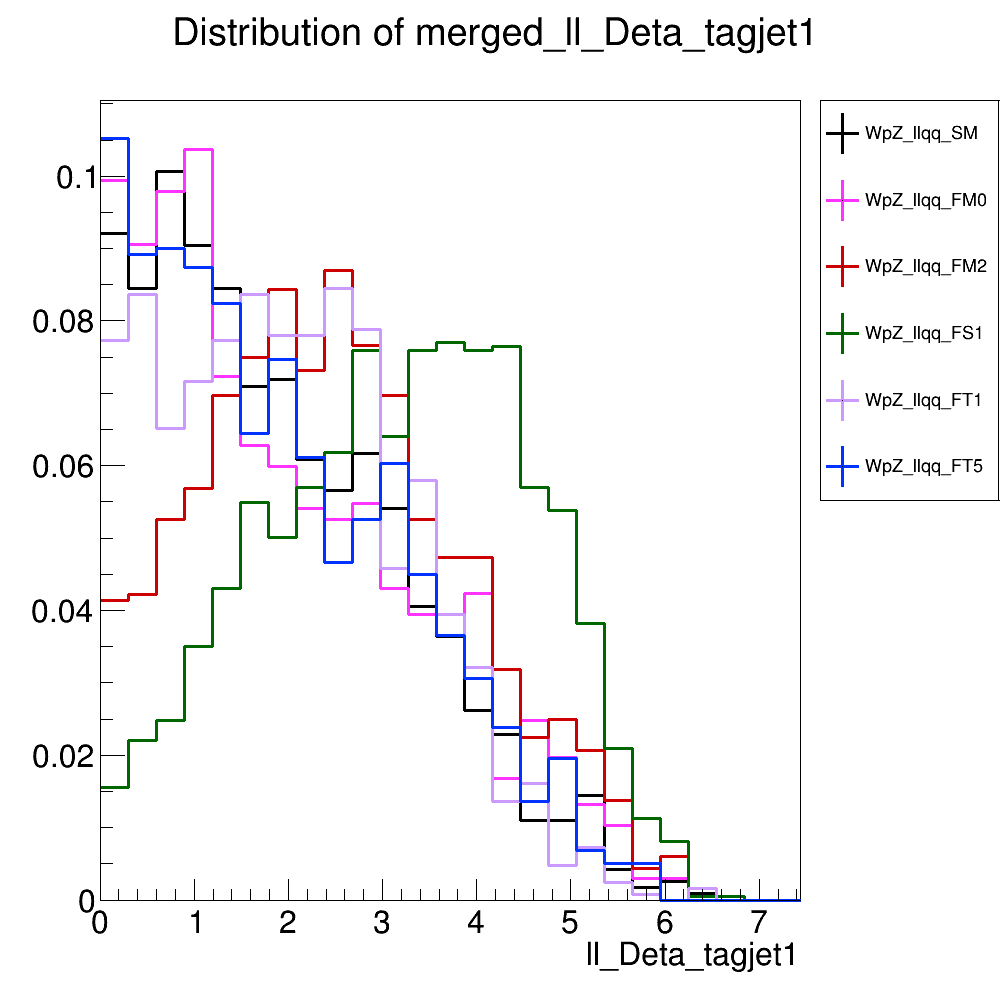 Distribution of merged_ll_Deta_tagjet1
0.1
0.08
0.06
0.04
0.02
0
0 1 2 3 4 5 6 7
ll_Deta_tagjet1
WpZ_llqq_SM
WpZ_llqq_FM0
WpZ_llqq_FM2
WpZ_llqq_FS1
WpZ_llqq_FT1
WpZ_llqq_FT5